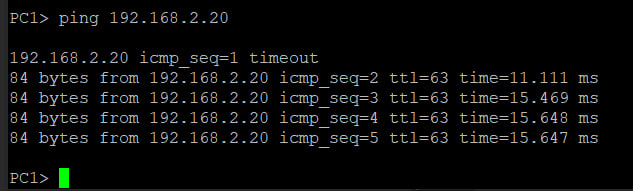 PC1> ping 192.168.2.20
192.168.2.20 icmp_seq=1 timeout
84 bytes from 192.168.2.20 icmp_seq=2 ttl=63 time=11.111 ms
84 bytes from 192.168.2.20 icmp_seq=3 ttl=63 time=15.469 ms
84 bytes from 192.168.2.20 icmp_seq=4 ttl=63 time=15.648 ms
84 bytes from 192.168.2.20 icmp_seq=5 ttl=63 time=15.647 ms
PC1>